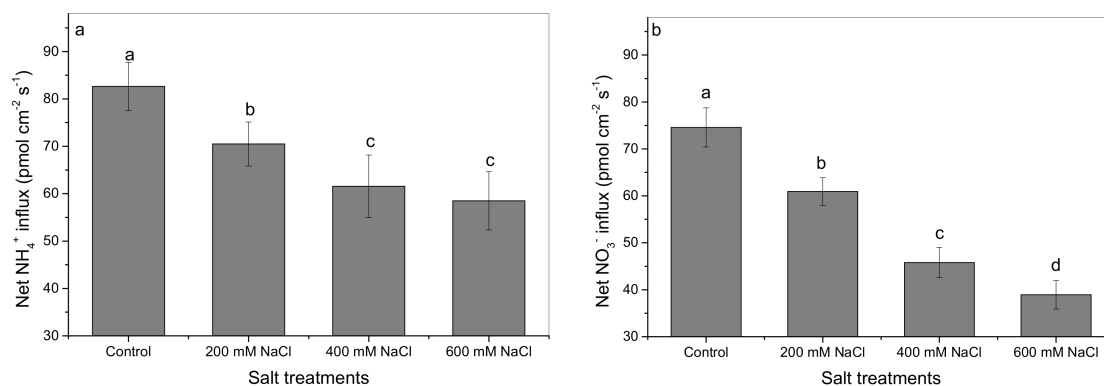 a
Net NH₄⁺ influx (pmol cm⁻² s⁻¹)
90
80
70
60
50
40
30
a
b
c
c
Control 200 mM NaCl 400 mM NaCl 600 mM NaCl
Salt treatments
b
Net NO₃⁻ influx (pmol cm⁻² s⁻¹)
90
80
70
60
50
40
30
a
b
c
d
Control 200 mM NaCl 400 mM NaCl 600 mM NaCl
Salt treatments